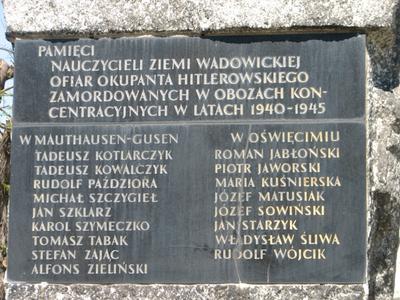 PAMIĘCI
NAUCZYCIELI ZIEMI WADOWICKIEJ
OFIAR OKUPANTA HITLEROWSKIEGO
ZAMORDOWANYCH W OBOZACH KON-
CENTRACYJNYCH W LATACH 1940-1945
W MAUTHAUSEN-GUSEN
TADEUSZ KOTLARCZYK
TADEUSZ KOWALCZYK
RUDOLF PAŹDZIORA
MICHAŁ SZCZYGIEŁ
JAN SZKLARZ
KAROL SZYMECZKO
TOMASZ TABAK
STEFAN ZAJĄC
ALFONS ZIELIŃSKI
W OŚWIĘCIMIU
ROMAN JABŁOŃSKI
PIOTR JAWORSKI
MARIA KUŚNIERSKA
JÓZEF MATUSIAK
JÓZEF SOWIŃSKI
JAN STARZYK
WŁADYSŁAW ŚLIWA
RUDOLF WÓJCIK